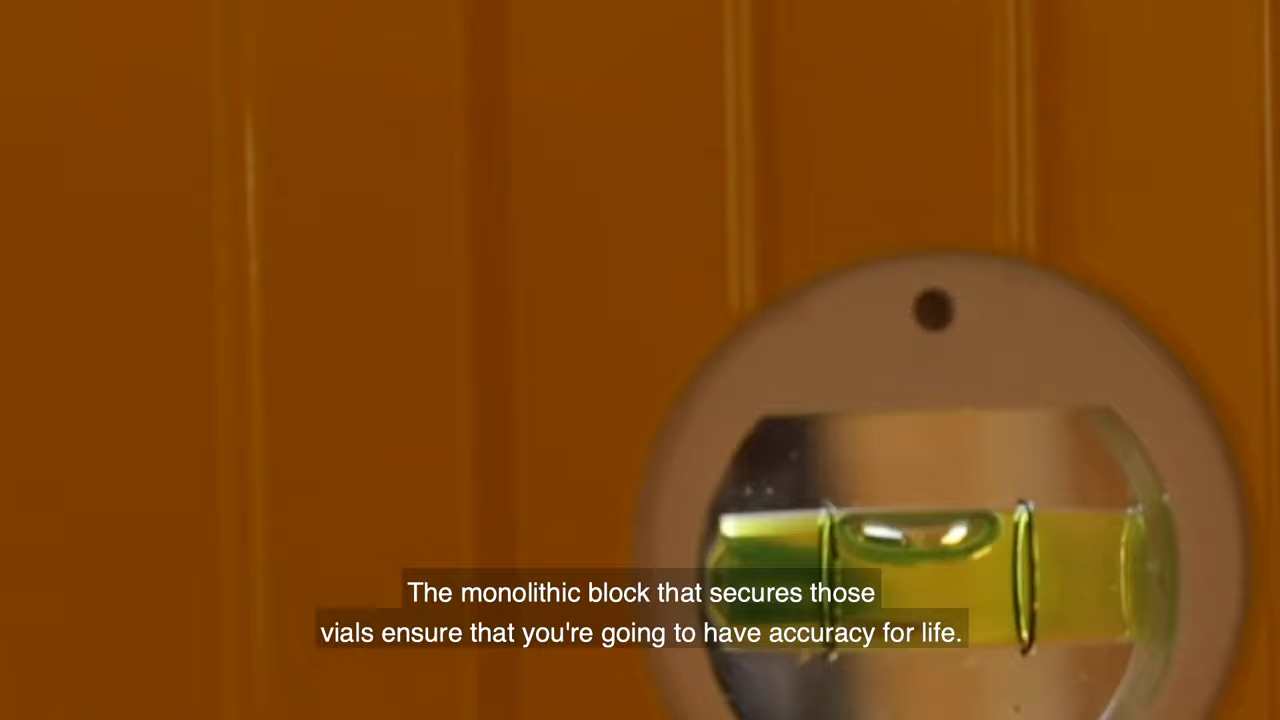 The monolithic block that secures those
vials ensure that you're going to have accuracy for life.